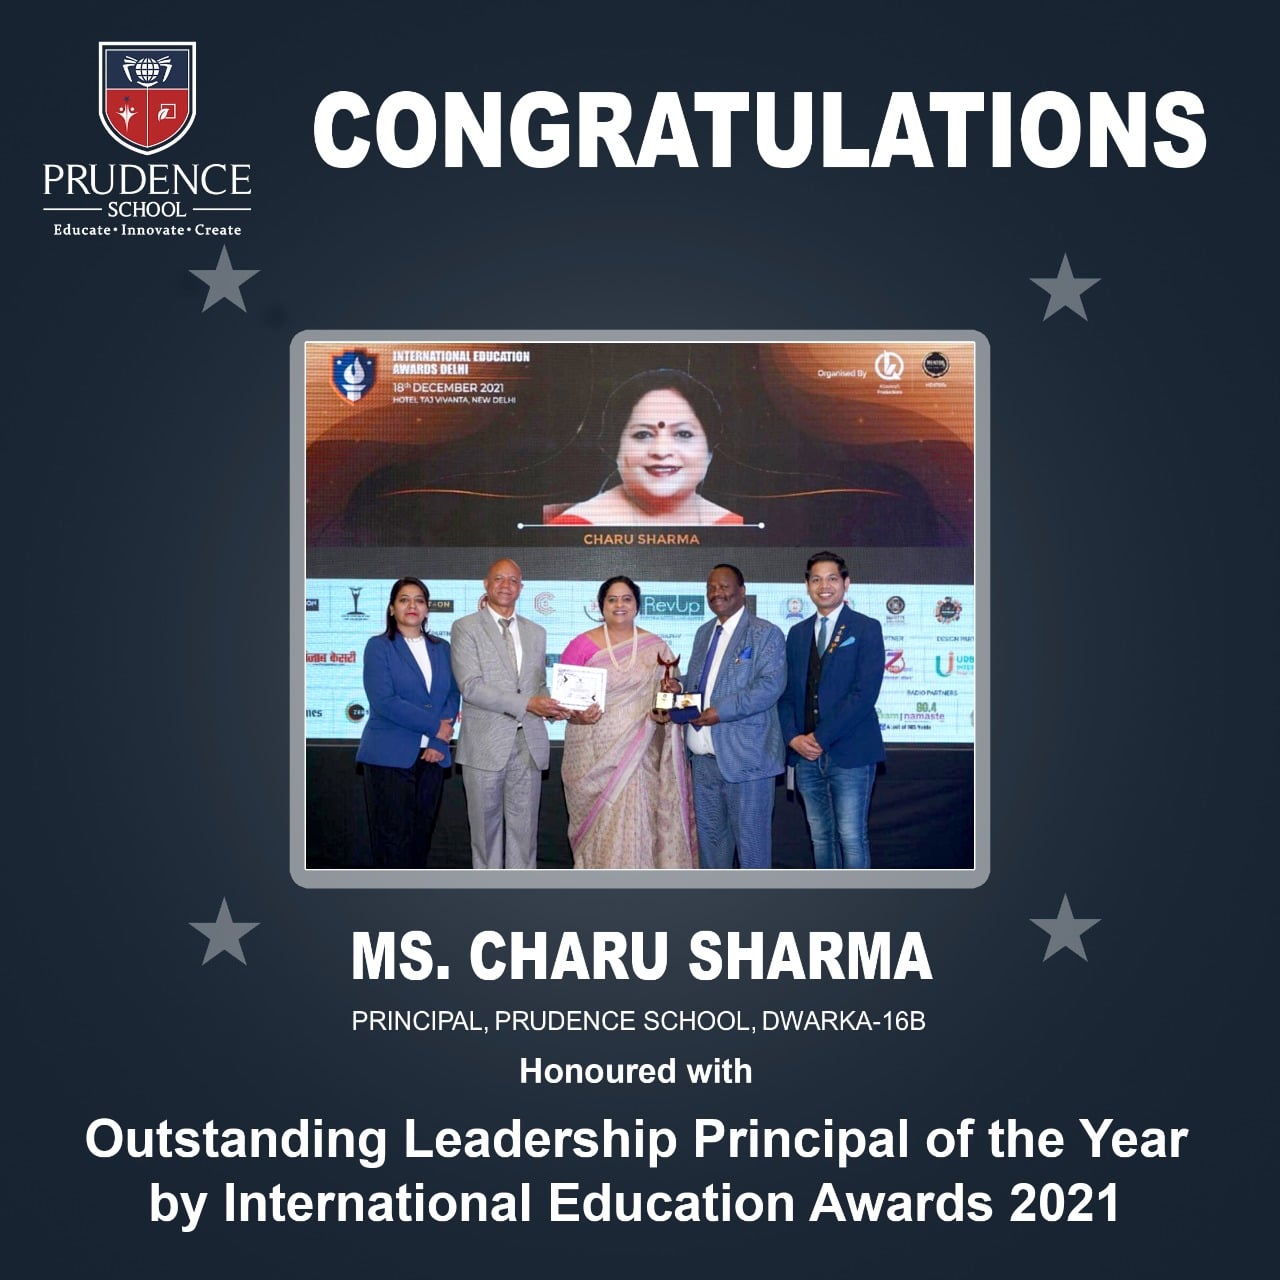 PRUDENCE
SCHOOL
Educate • Innovate • Create
CONGRATULATIONS
INTERNATIONAL EDUCATION
AWARDS DELHI
18th DECEMBER 2021
HOTEL TAJ VIVANTA, NEW DELHI
Organised By
CHARU SHARMA
RevUp
DESIGN PART
RADIO PARTNERS
90.4
namaste
MS. CHARU SHARMA
PRINCIPAL, PRUDENCE SCHOOL, DWARKA-16B
Honoured with
Outstanding Leadership Principal of the Year
by International Education Awards 2021